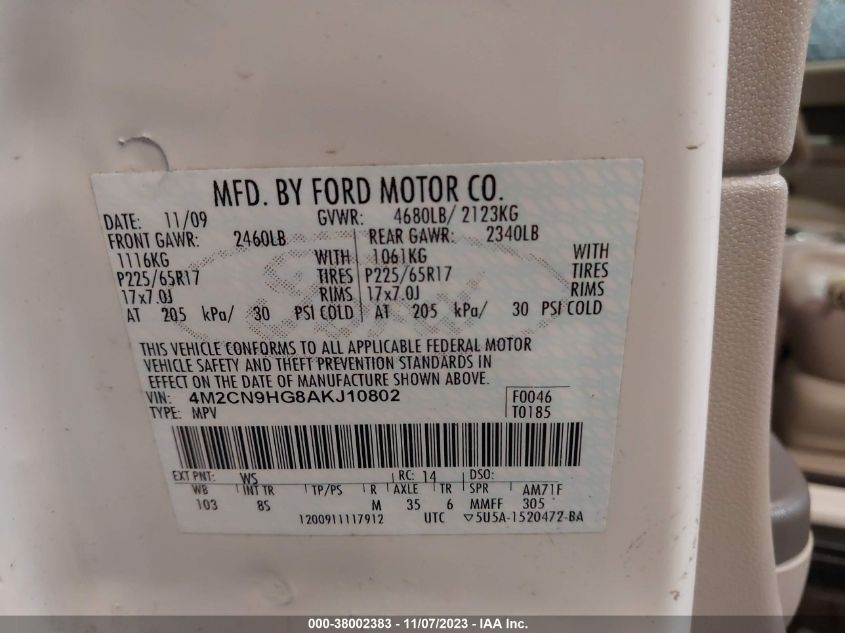 MFD. BY FORD MOTOR CO.
DATE: 11/09 GVWR: 4680LB/ 2123KG
FRONT GAWR: 2460LB REAR GAWR: 2340LB
1116KG WITH 1061KG WITH
P225/65R17 TIRES P225/65R17 TIRES
17x7.0J RIMS 17x7.0J RIMS
AT 205 kPa/ 30 PSI COLD AT 205 kPa/ 30 PSI COLD
THIS VEHICLE CONFORMS TO ALL APPLICABLE FEDERAL MOTOR
VEHICLE SAFETY AND THEFT PREVENTION STANDARDS IN
EFFECT ON THE DATE OF MANUFACTURE SHOWN ABOVE.
VIN: 4M2CN9HG8AKJ10802 F0046
TYPE: MPV T0185
EXT PNT: WS RC: 14 DSO:
WB INT TR TP/PS R AXLE TR SPR AM71F
103 8S M 35 6 MMFF 305
1200911117912 UTC ▽5U5A-1520472-BA
000-38002383 - 11/07/2023 - IAA Inc.